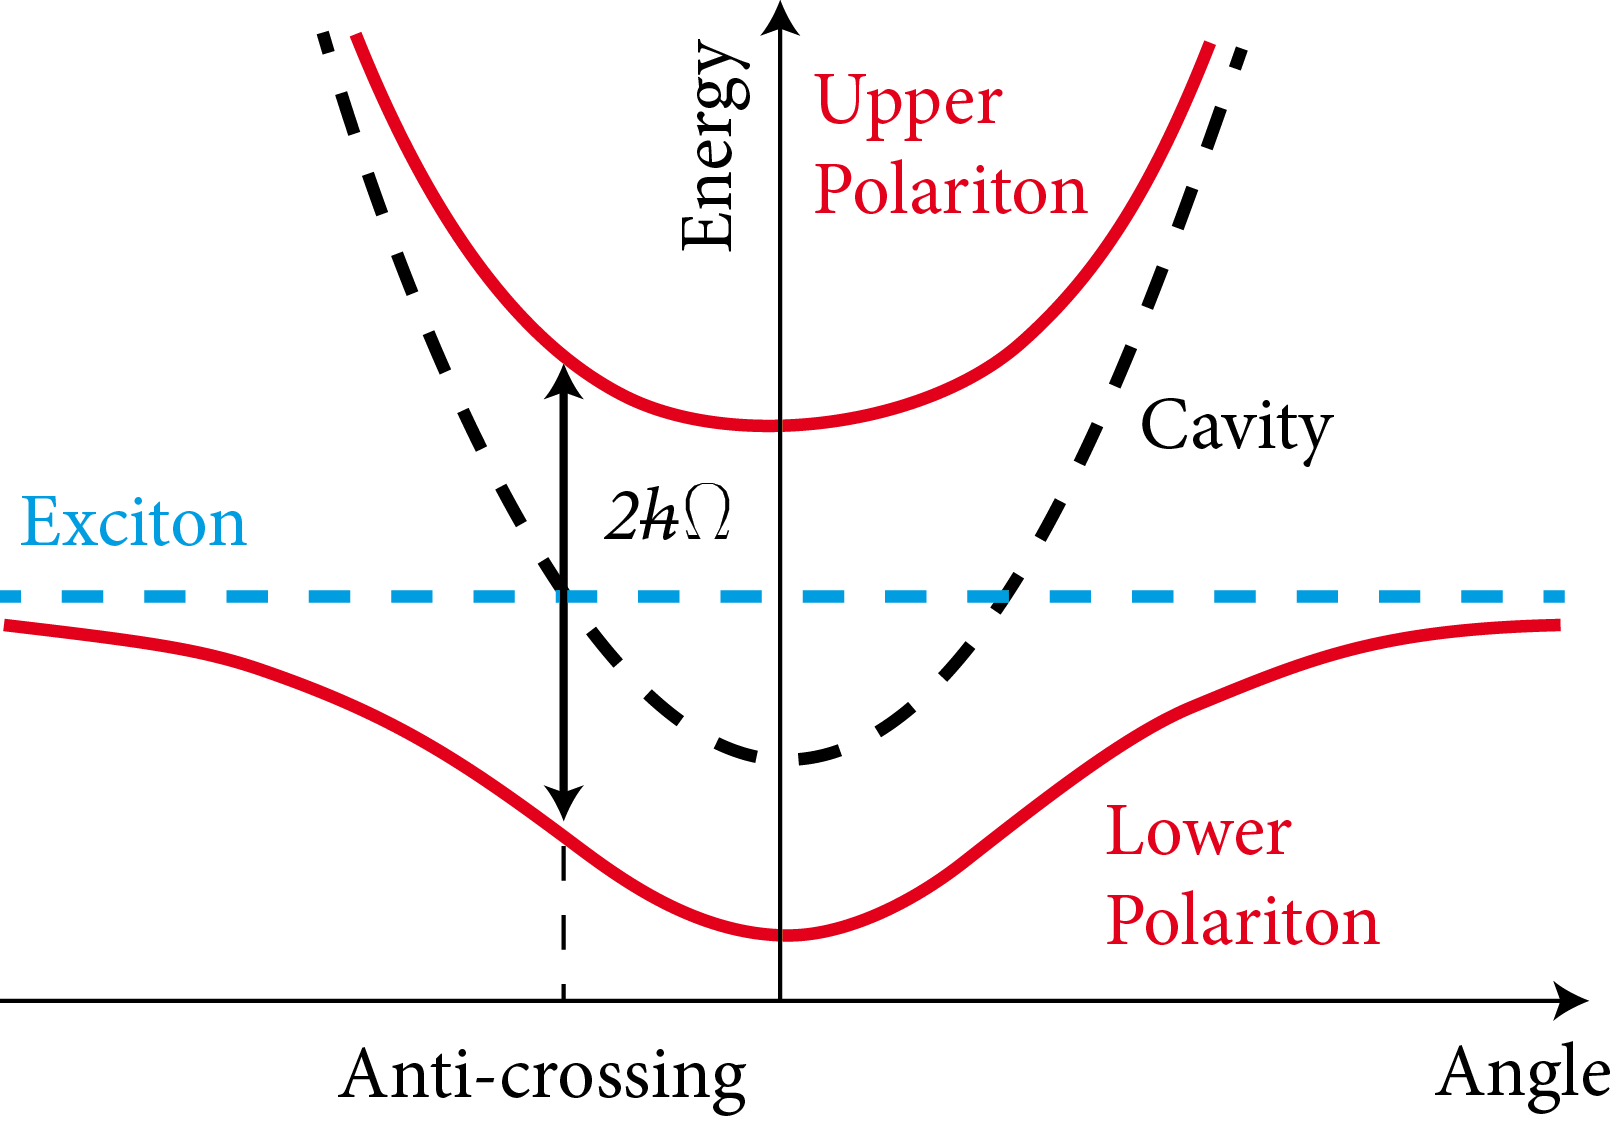 Energy
Upper
Polariton
Cavity
Exciton
2ℏΩ
Lower
Polariton
Anti-crossing
Angle